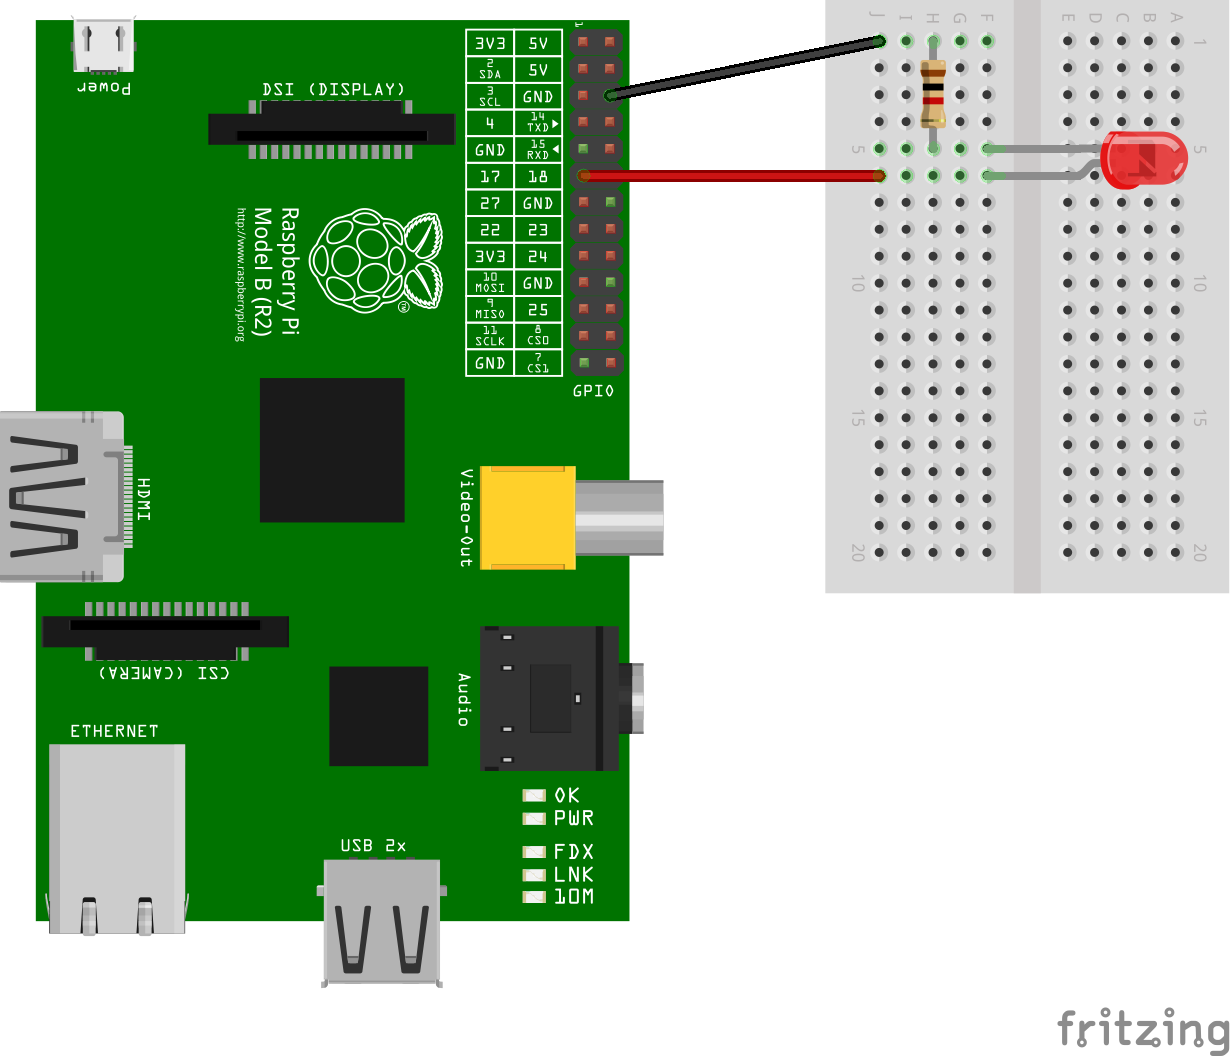 Power
DSI (DISPLAY)
1
3V3 5V
2 SDA 5V
3 SCL GND
4 14 TXD
GND 15 RXD
17 18
27 GND
22 23
3V3 24
10 MOSI GND
9 MISO 25
11 SCLK 8 CS0
GND 7 CS1
GPIO
Raspberry Pi
Model B (R2)
http://www.raspberrypi.org
TM
HDMI
Video-Out
CSI (CAMERA)
Audio
ETHERNET
USB 2x
OK
PWR
FDX
LNK
10M
J I H G F E D C B A
1
5 5
10 10
15 15
20 20
fritzing